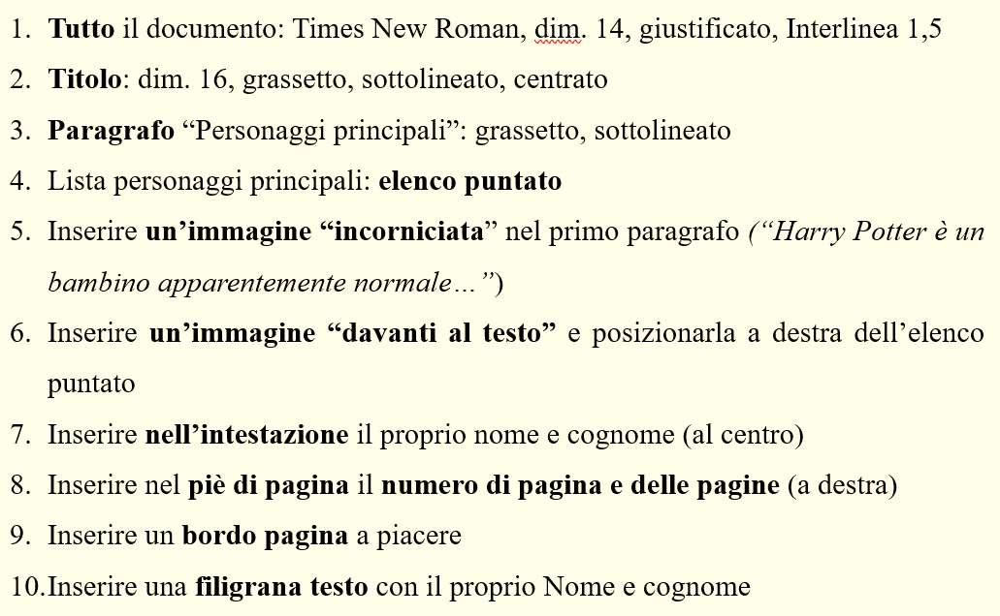 1. Tutto il documento: Times New Roman, dim. 14, giustificato, Interlinea 1,5
2. Titolo: dim. 16, grassetto, sottolineato, centrato
3. Paragrafo “Personaggi principali”: grassetto, sottolineato
4. Lista personaggi principali: elenco puntato
5. Inserire un’immagine “incorniciata” nel primo paragrafo (“Harry Potter è un
bambino apparentemente normale…”)
6. Inserire un’immagine “davanti al testo” e posizionarla a destra dell’elenco
puntato
7. Inserire nell’intestazione il proprio nome e cognome (al centro)
8. Inserire nel piè di pagina il numero di pagina e delle pagine (a destra)
9. Inserire un bordo pagina a piacere
10.Inserire una filigrana testo con il proprio Nome e cognome